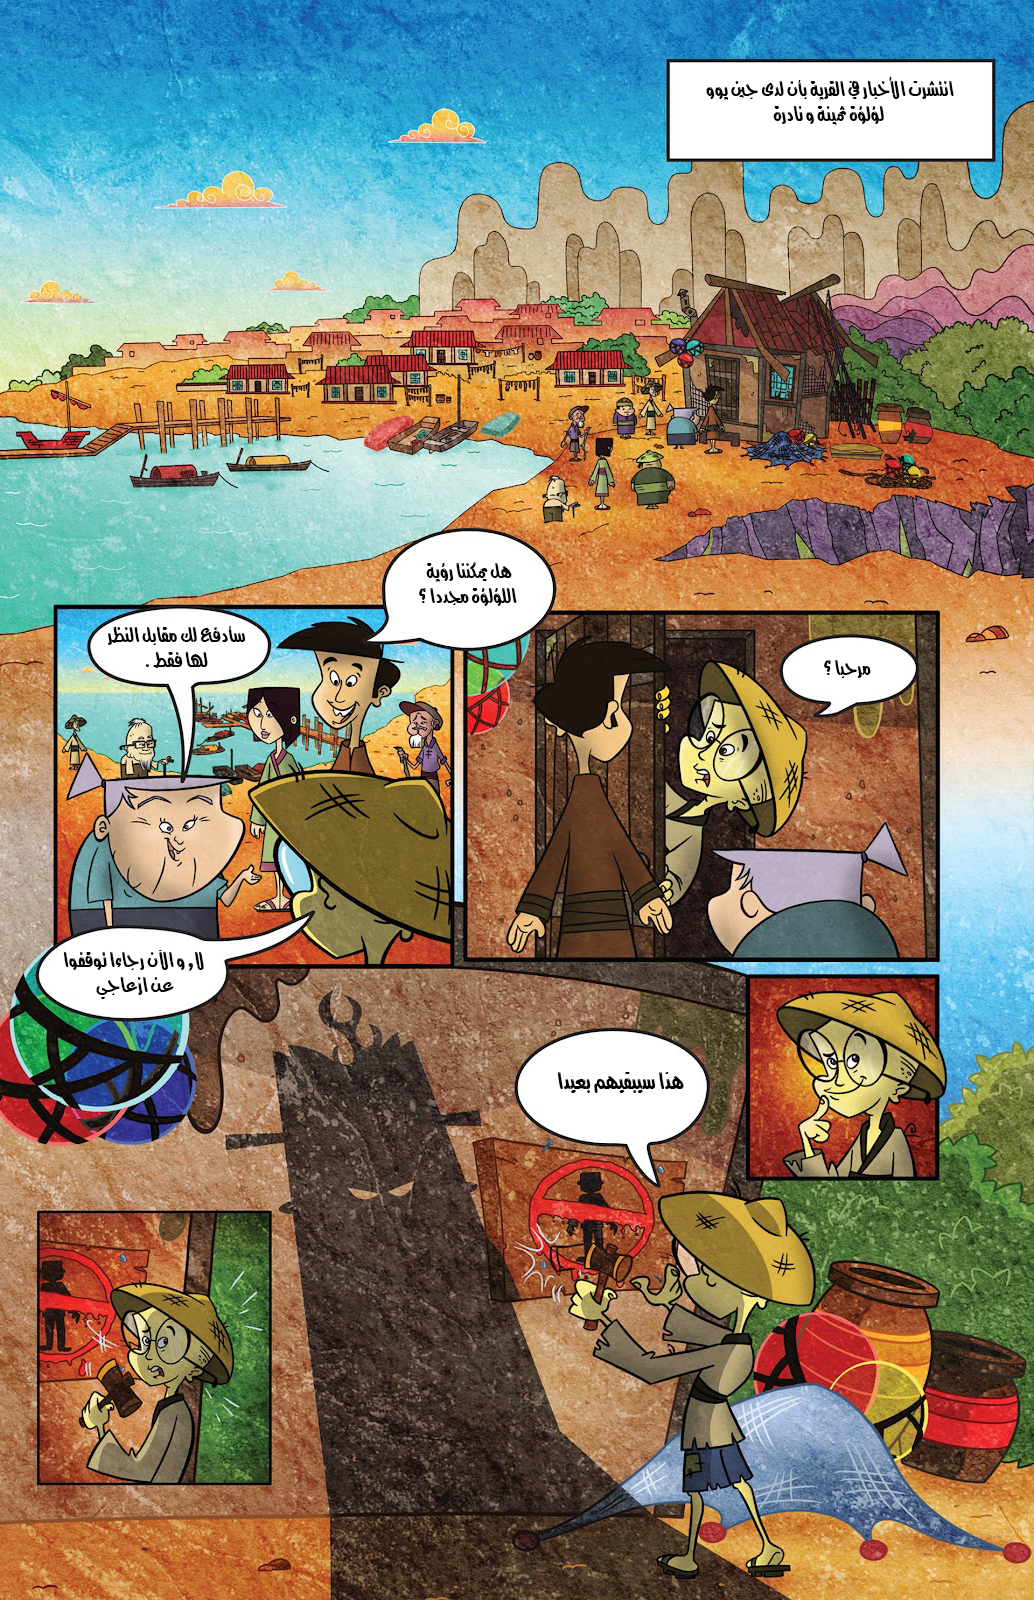 انتشرت الأخبار في القرية بأن لدى جين يوو
لؤلؤة ثمينة و نادرة
مرحبا ؟
هل يمكننا رؤية
اللؤلؤة مجددا ؟
سأدفع لك مقابل النظر
لها فقط .
لا, و الآن رجاءا توقفوا
عن ازعاجي
هذا سيبقيهم بعيدا